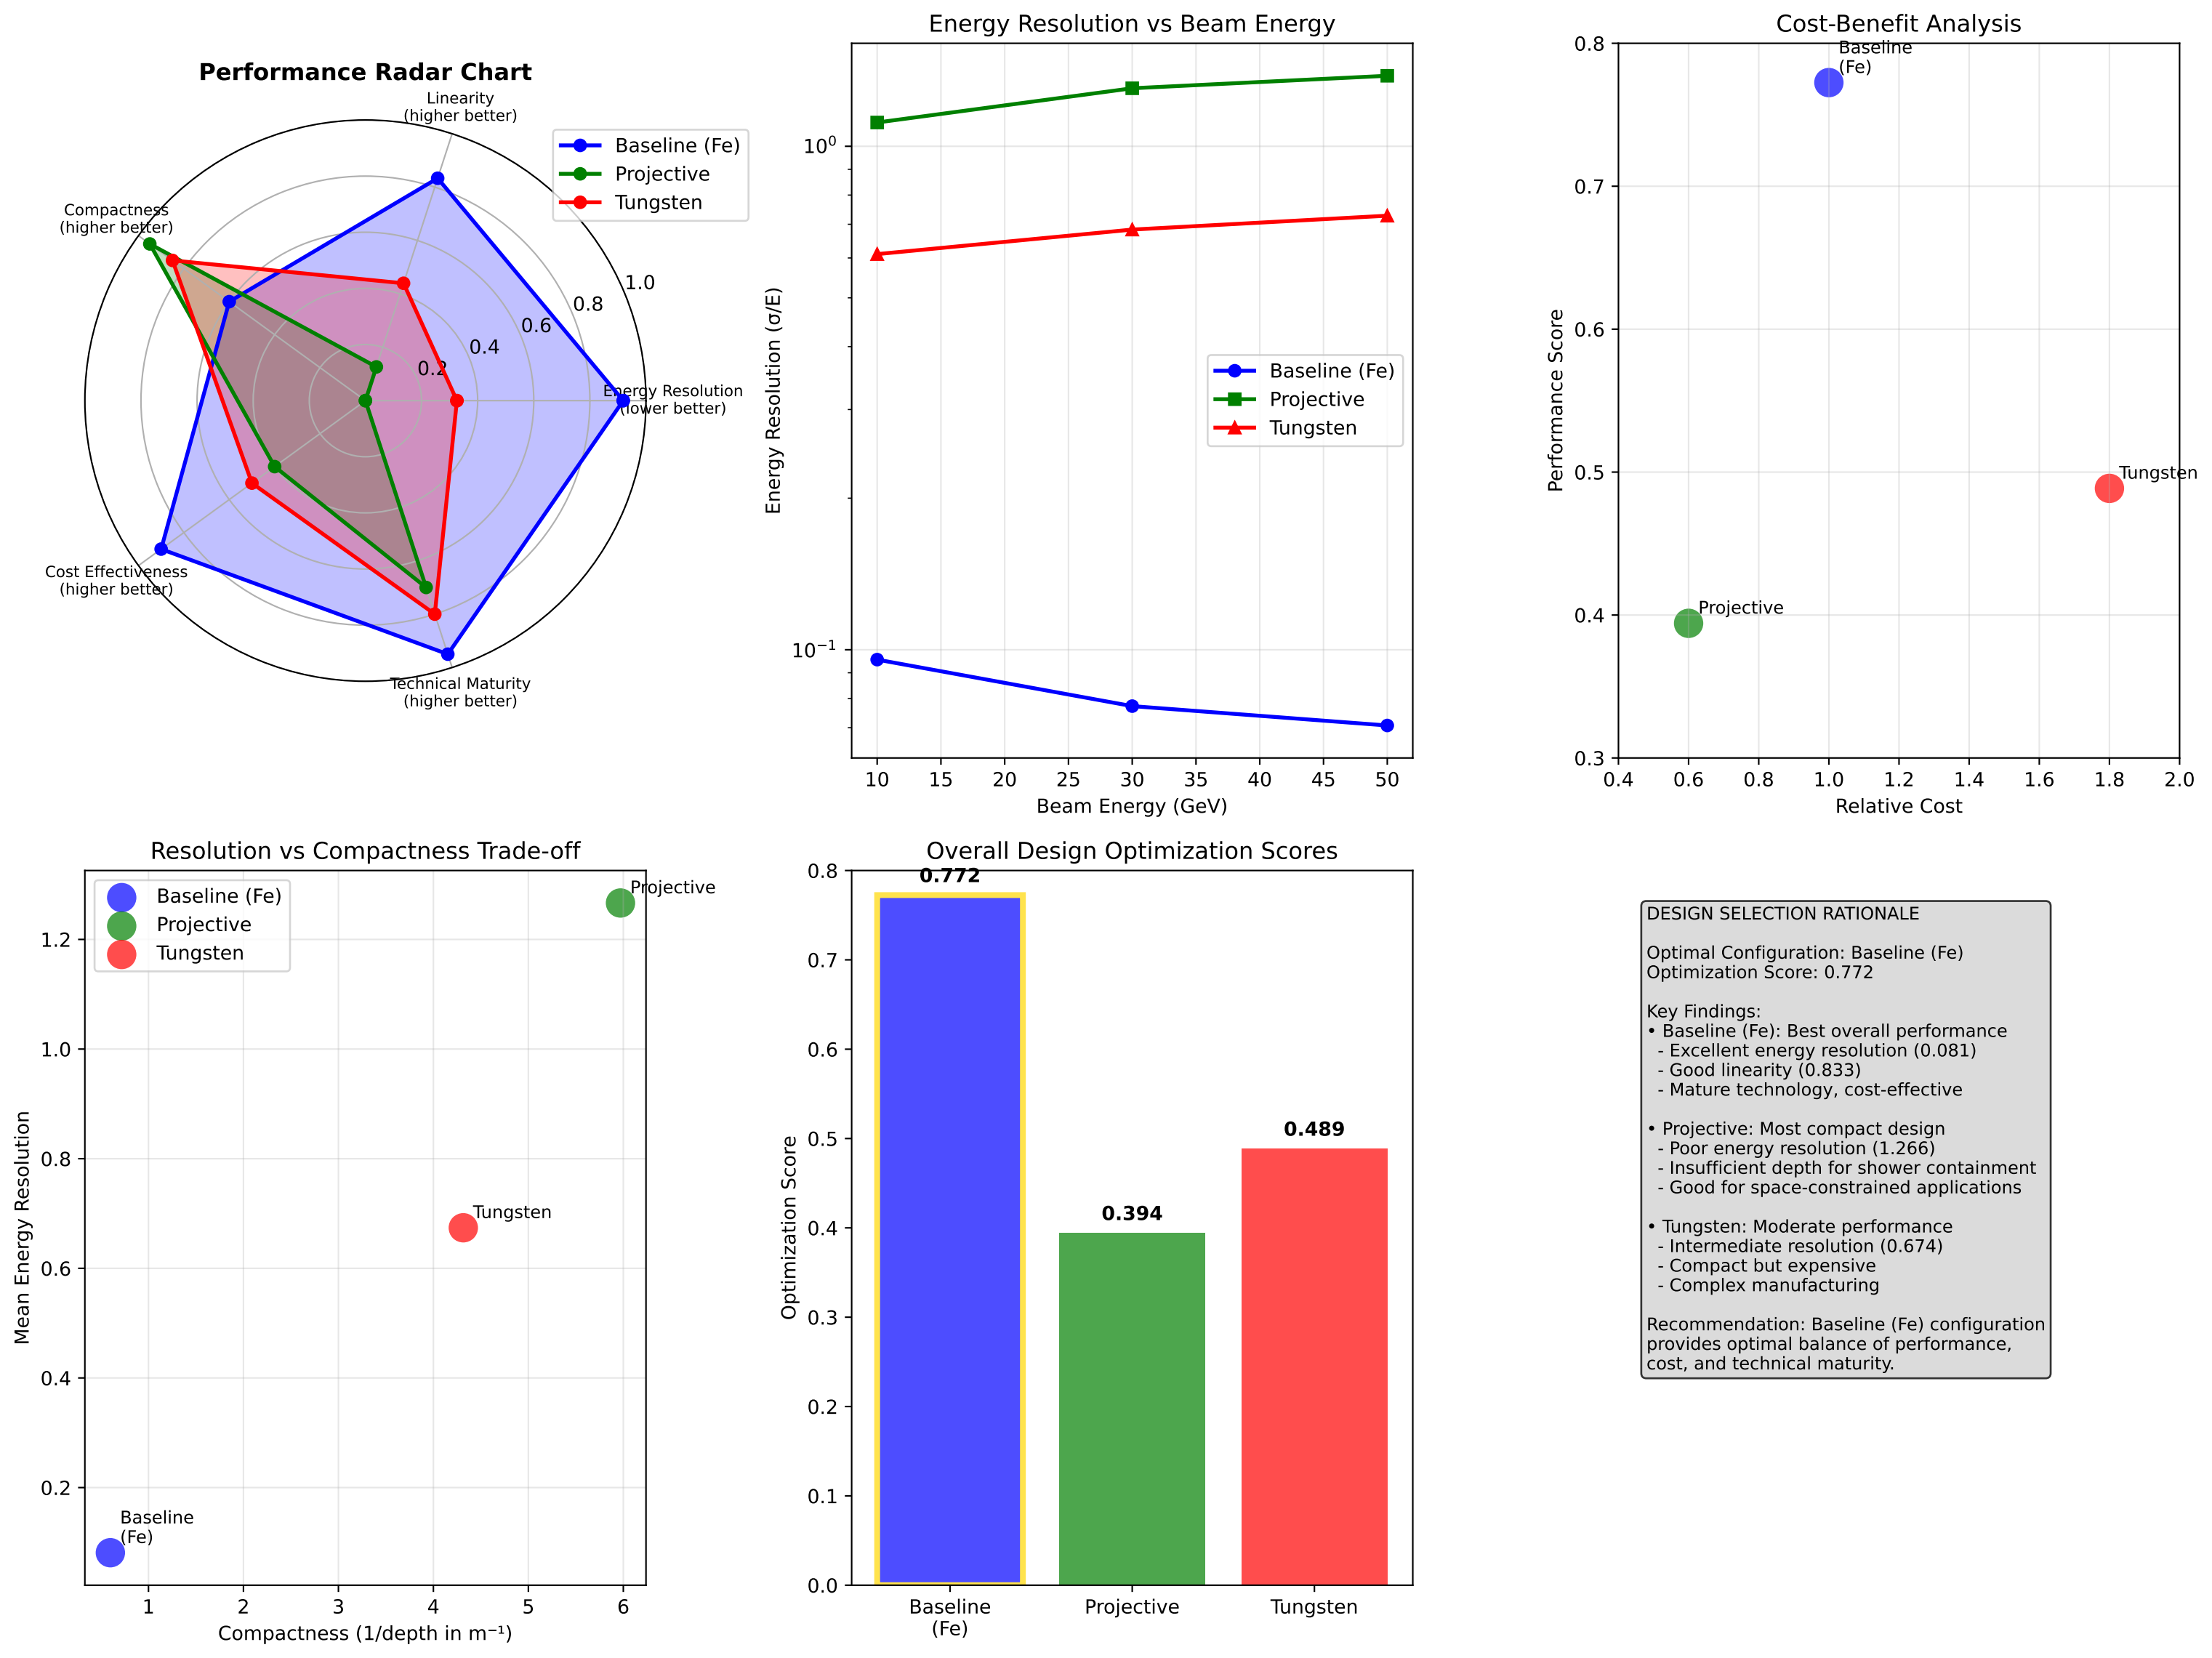 Performance Radar Chart
Linearity
(higher better)
Compactness
(higher better)
Energy Resolution
(lower better)
Cost Effectiveness
(higher better)
Technical Maturity
(higher better)
0.2
0.4
0.6
0.8
1.0
Baseline (Fe)
Projective
Tungsten
Energy Resolution vs Beam Energy
Energy Resolution (σ/E)
10⁰
10⁻¹
Baseline (Fe)
Projective
Tungsten
10 15 20 25 30 35 40 45 50
Beam Energy (GeV)
Cost-Benefit Analysis
Performance Score
0.8
0.7
0.6
0.5
0.4
0.3
Baseline
(Fe)
Tungsten
Projective
0.4 0.6 0.8 1.0 1.2 1.4 1.6 1.8 2.0
Relative Cost
Resolution vs Compactness Trade-off
Mean Energy Resolution
1.2
1.0
0.8
0.6
0.4
0.2
Baseline (Fe)
Projective
Tungsten
Projective
Tungsten
Baseline
(Fe)
1 2 3 4 5 6
Compactness (1/depth in m⁻¹)
Overall Design Optimization Scores
Optimization Score
0.8
0.7
0.6
0.5
0.4
0.3
0.2
0.1
0.0
0.772
0.394
0.489
Baseline
(Fe)
Projective
Tungsten
DESIGN SELECTION RATIONALE
Optimal Configuration: Baseline (Fe)
Optimization Score: 0.772
Key Findings:
• Baseline (Fe): Best overall performance
- Excellent energy resolution (0.081)
- Good linearity (0.833)
- Mature technology, cost-effective
• Projective: Most compact design
- Poor energy resolution (1.266)
- Insufficient depth for shower containment
- Good for space-constrained applications
• Tungsten: Moderate performance
- Intermediate resolution (0.674)
- Compact but expensive
- Complex manufacturing
Recommendation: Baseline (Fe) configuration
provides optimal balance of performance,
cost, and technical maturity.